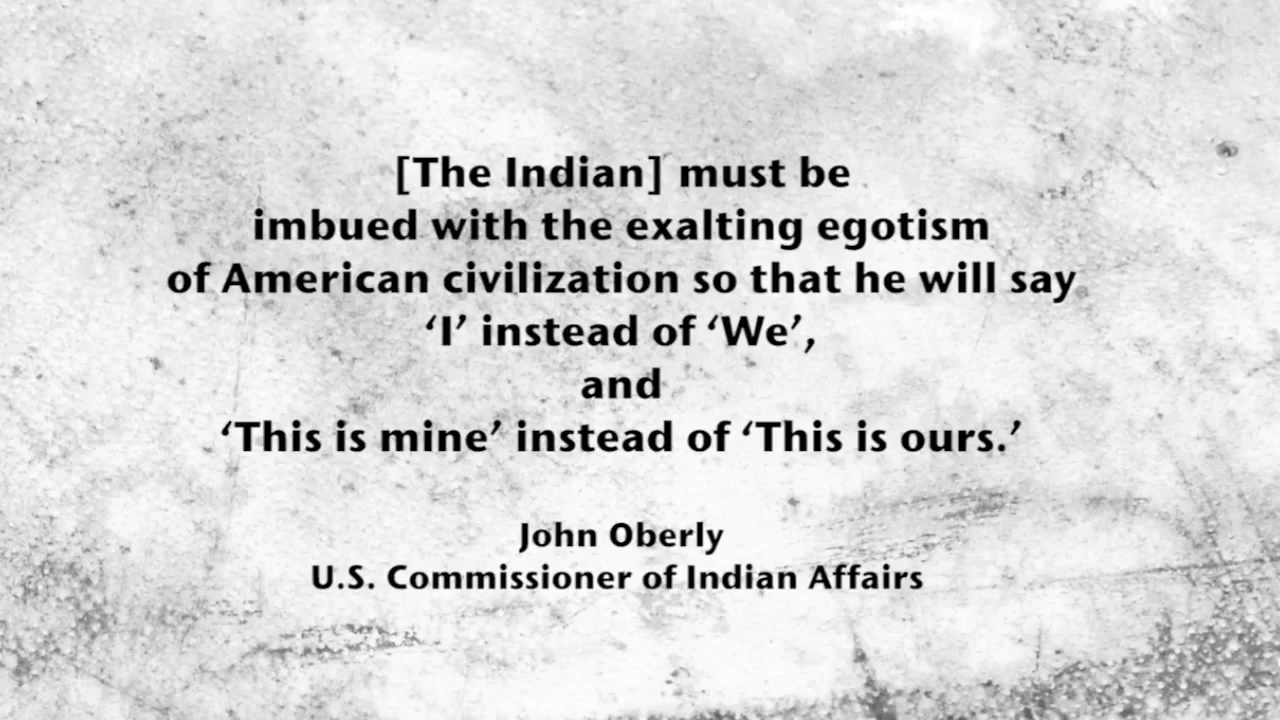 [The Indian] must be
imbued with the exalting egotism
of American civilization so that he will say
‘I’ instead of ‘We’,
and
‘This is mine’ instead of ‘This is ours.’
John Oberly
U.S. Commissioner of Indian Affairs